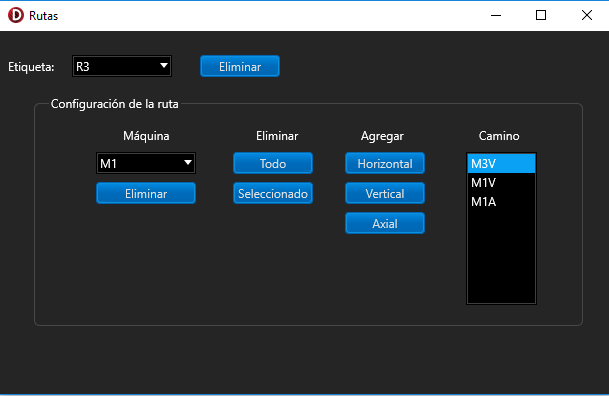 D Rutas
Etiqueta: R3 Eliminar
Configuración de la ruta
Máquina Eliminar Agregar Camino
M1 Todo Horizontal M3V
Eliminar Seleccionado Vertical M1V
M1A
Axial